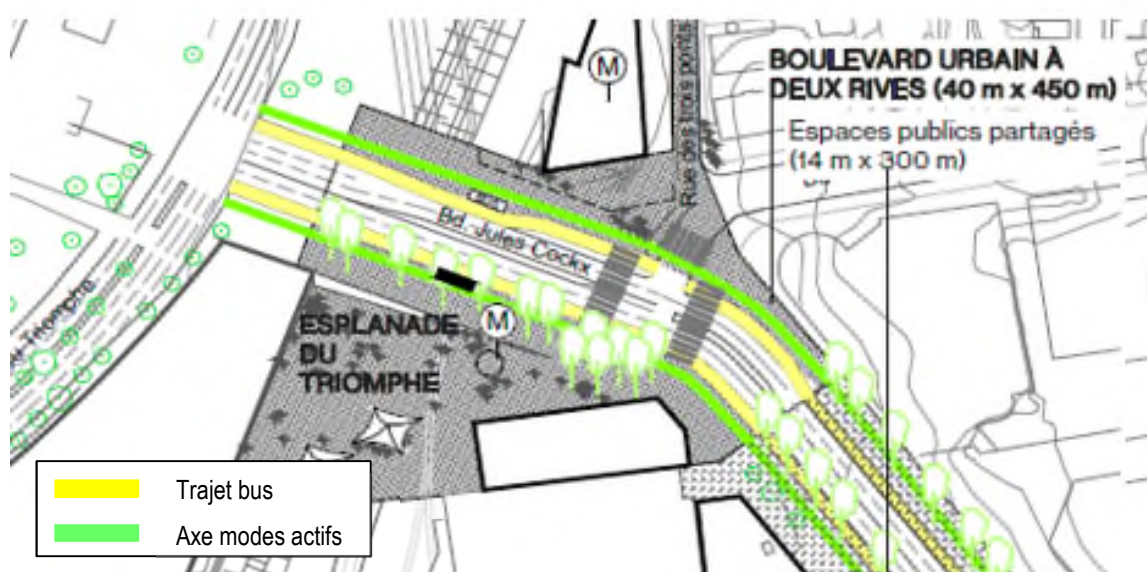 BOULEVARD URBAIN À
DEUX RIVES (40 m x 450 m)
Espaces publics partagés
(14 m x 300 m)
M
Rue des trois ponts
Bd. Jules Cockx
M
ESPLANADE
DU
TRIOMPHE
Triomphe
Trajet bus
Axe modes actifs